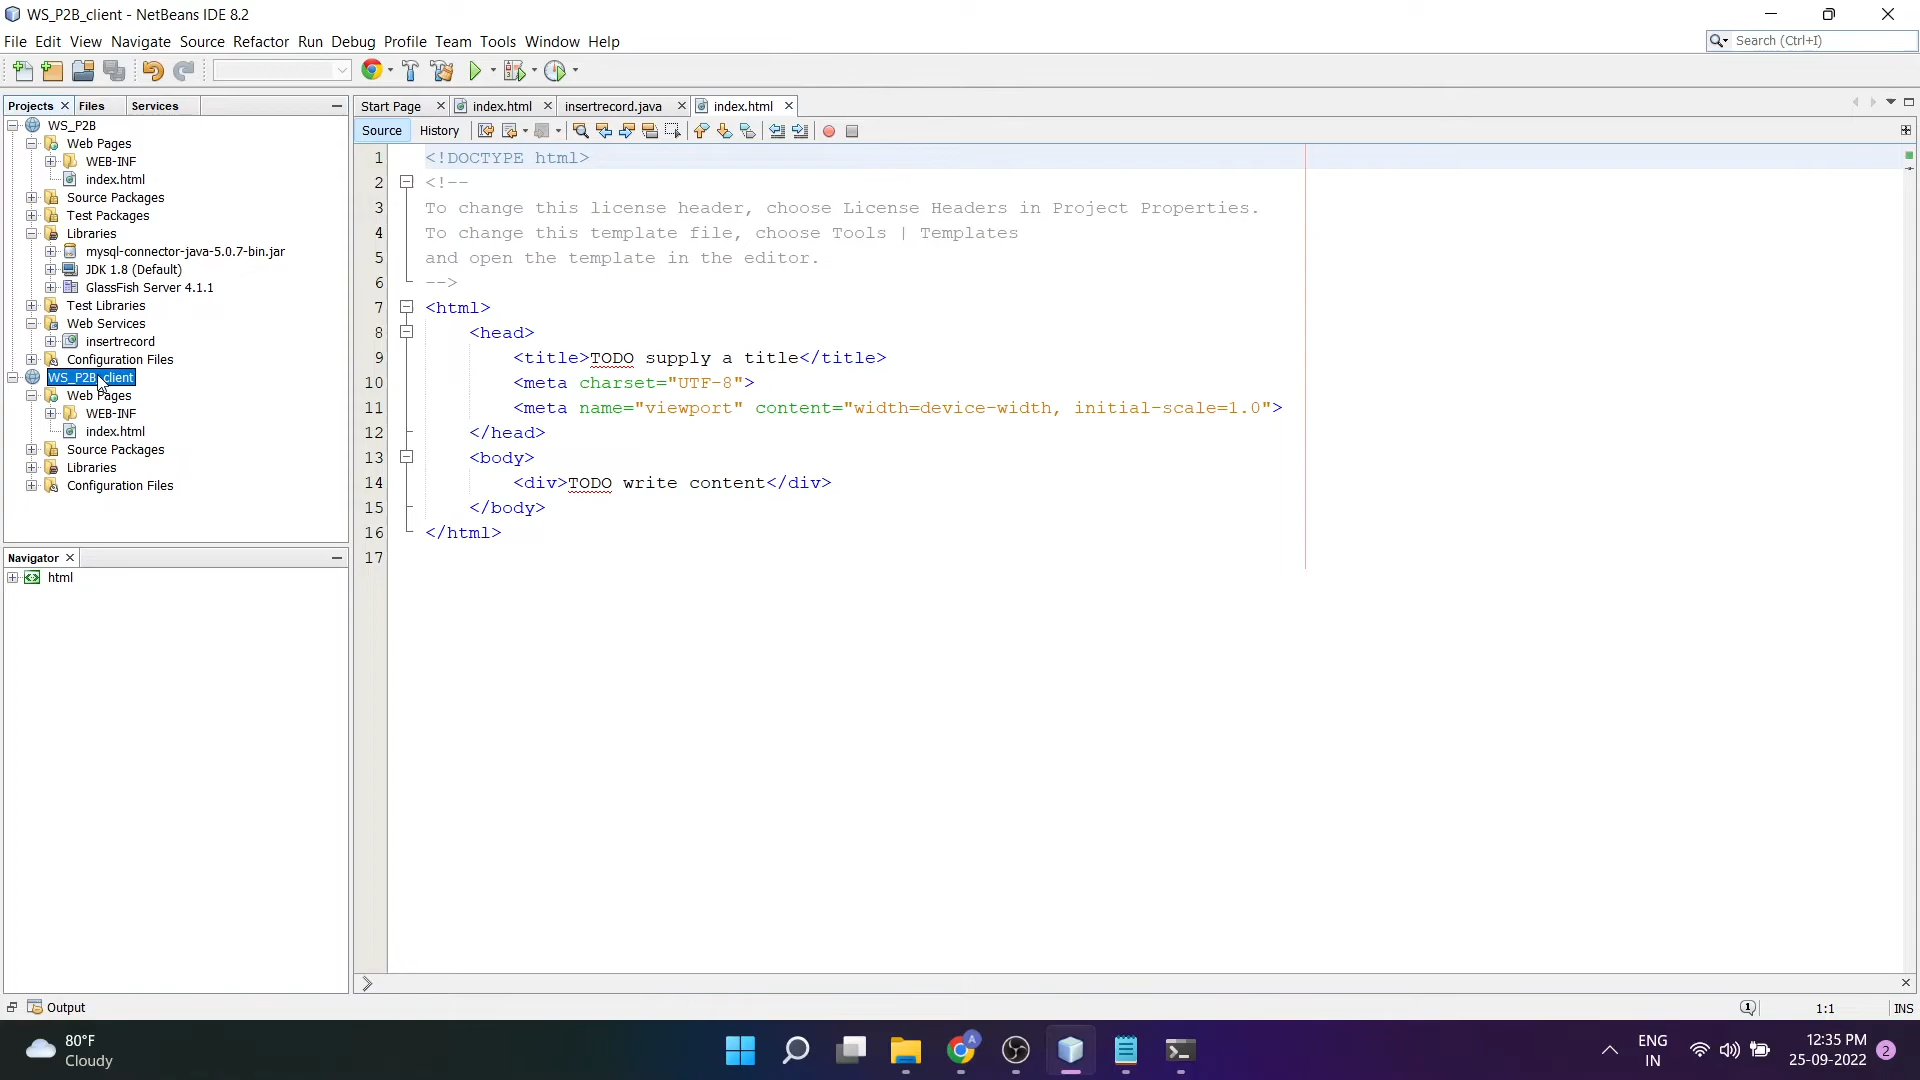 WS_P2B_client - NetBeans IDE 8.2
File Edit View Navigate Source Refactor Run Debug Profile Team Tools Window Help
Search (Ctrl+I)
Projects Files Services
WS_P2B
Web Pages
WEB-INF
index.html
Source Packages
Test Packages
Libraries
mysql-connector-java-5.0.7-bin.jar
JDK 1.8 (Default)
GlassFish Server 4.1.1
Test Libraries
Web Services
insertrecord
Configuration Files
WS_P2B_client
Web Pages
WEB-INF
index.html
Source Packages
Libraries
Configuration Files
Navigator
html
Start Page index.html insertrecord.java index.html
Source History
1 <!DOCTYPE html>
2 <!--
3 To change this license header, choose License Headers in Project Properties.
4 To change this template file, choose Tools | Templates
5 and open the template in the editor.
6 -->
7 <html>
8 <head>
9 <title>TODO supply a title</title>
10 <meta charset="UTF-8">
11 <meta name="viewport" content="width=device-width, initial-scale=1.0">
12 </head>
13 <body>
14 <div>TODO write content</div>
15 </body>
16 </html>
17
Output
1
1:1
INS
80°F
Cloudy
A
ENG
IN
12:35 PM
25-09-2022
2